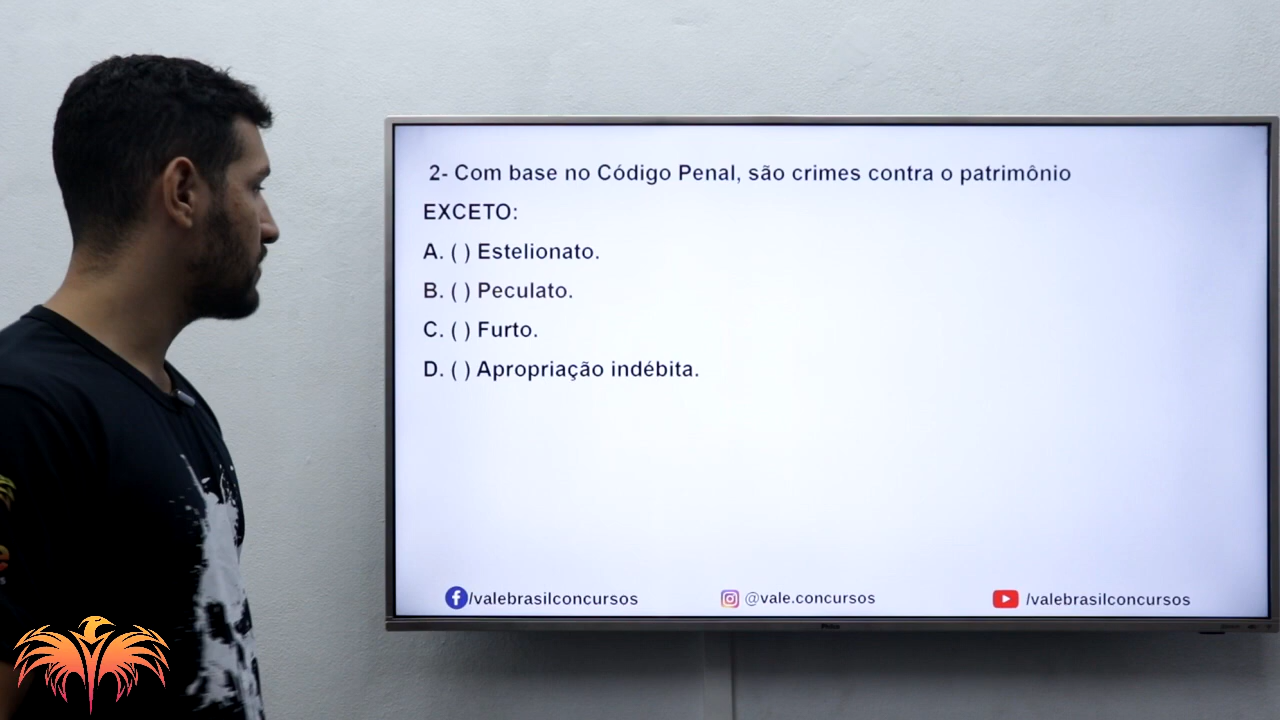 2- Com base no Código Penal, são crimes contra o patrimônio
EXCETO:
A. ( ) Estelionato.
B. ( ) Peculato.
C. ( ) Furto.
D. ( ) Apropriação indébita.
/valebrasilconcursos
@vale.concursos
/valebrasilconcursos
Philco